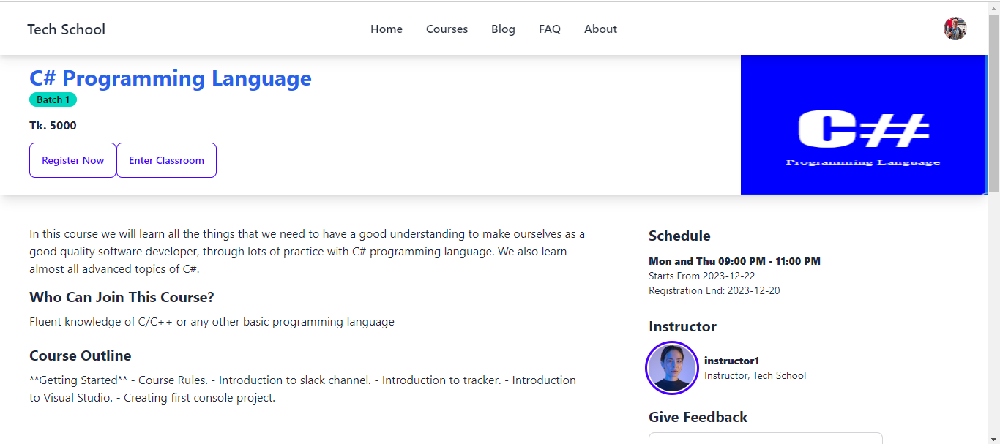 Tech School
Home Courses Blog FAQ About
C# Programming Language
Batch 1
Tk. 5000
Register Now Enter Classroom
C##
Programming Language
In this course we will learn all the things that we need to have a good understanding to make ourselves as a
good quality software developer, through lots of practice with C# programming language. We also learn
almost all advanced topics of C#.
Who Can Join This Course?
Fluent knowledge of C/C++ or any other basic programming language
Course Outline
**Getting Started** - Course Rules. - Introduction to slack channel. - Introduction to tracker. - Introduction
to Visual Studio. - Creating first console project.
Schedule
Mon and Thu 09:00 PM - 11:00 PM
Starts From 2023-12-22
Registration End: 2023-12-20
Instructor
instructor1
Instructor, Tech School
Give Feedback